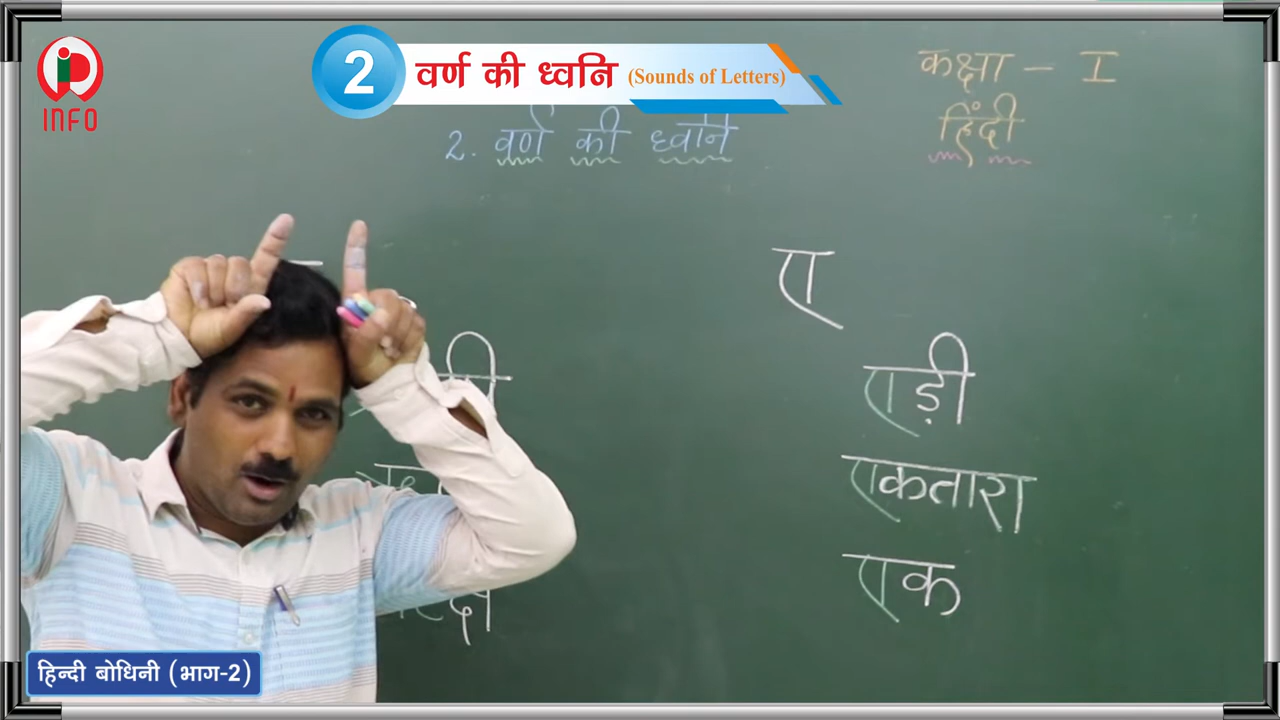 INFO
2 वर्ण की ध्वनि (Sounds of Letters)
कक्षा - I
हिंदी
2. वर्ण की ध्वनि
ए
एड़ी
एकतारा
एक
हिन्दी बोधिनी (भाग-2)